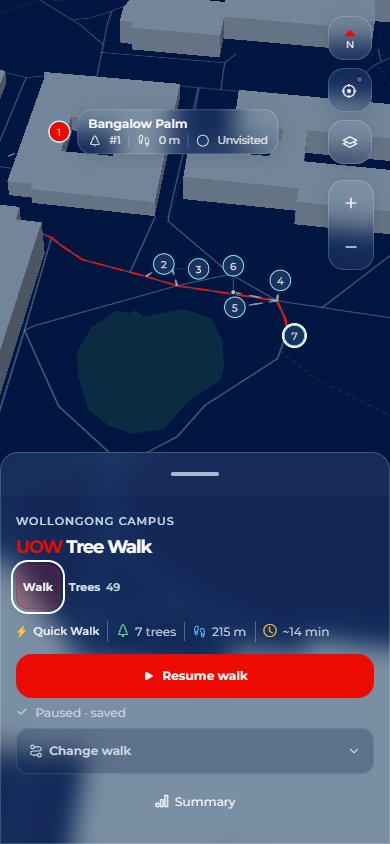 N
Bangalow Palm
1
#1 0 m Unvisited
+
−
2
3
6
4
5
7
WOLLONGONG CAMPUS
UOW Tree Walk
Walk Trees 49
Quick Walk 7 trees 215 m ~14 min
Resume walk
Paused · saved
Change walk
Summary